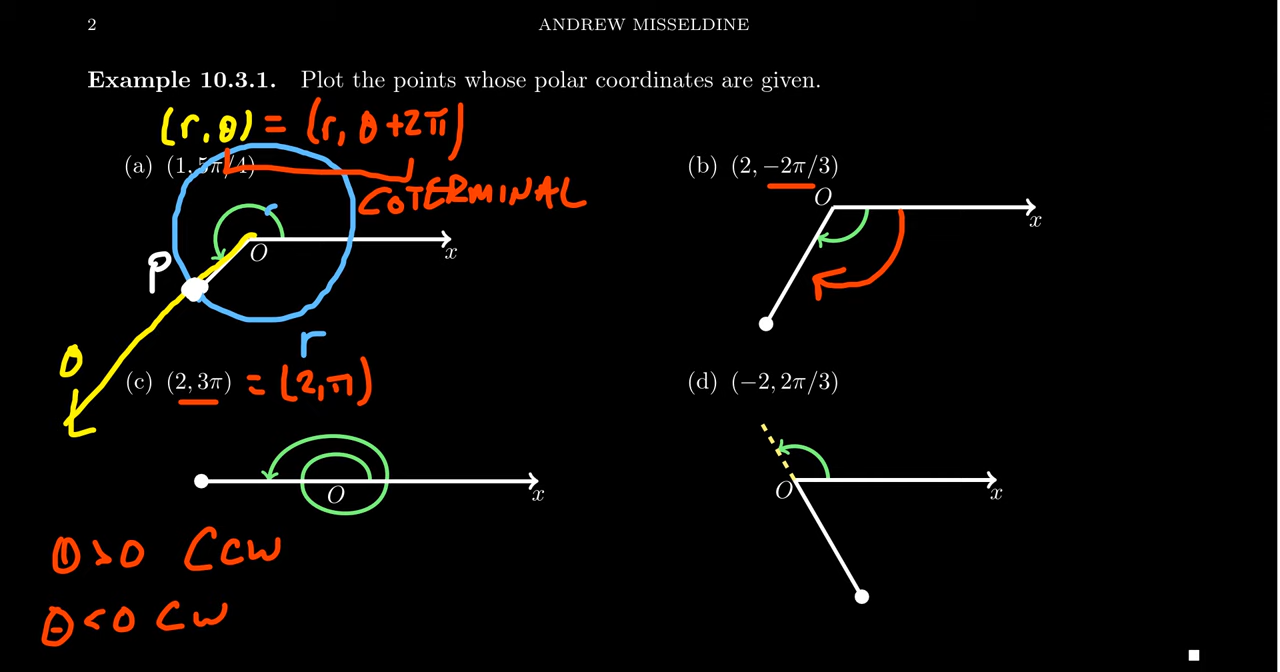 2 ANDREW MISSELDINE
Example 10.3.1. Plot the points whose polar coordinates are given.
(r, θ) = (r, θ+2π)
(a) (1, 5π/4)
COTERMINAL
r
O
x
P
θ
r
(b) (2, −2π/3)
O
x
(c) (2, 3π) = (2, π)
O
x
(d) (−2, 2π/3)
O
x
θ>0 CCW
θ<0 CW